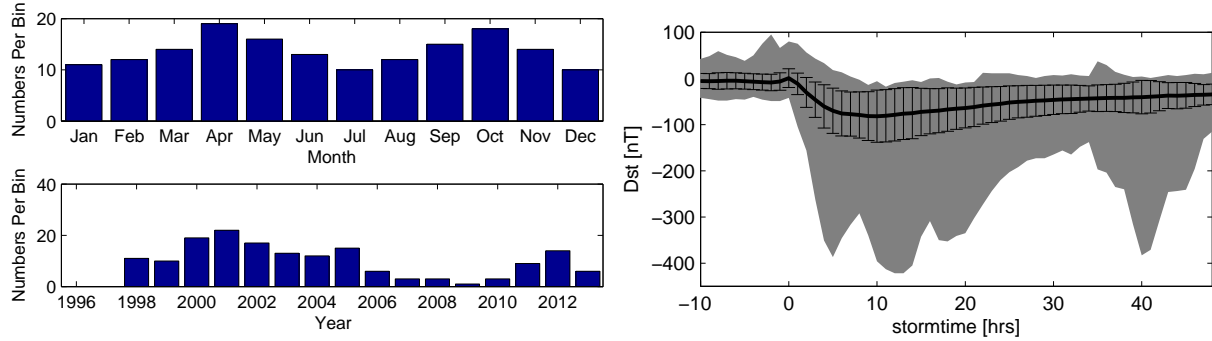 Numbers Per Bin
20
10
0
Jan Feb Mar Apr May Jun Jul Aug Sep Oct Nov Dec
Month
Numbers Per Bin
40
20
0
1996 1998 2000 2002 2004 2006 2008 2010 2012
Year
Dst [nT]
100
0
−100
−200
−300
−400
−10 0 10 20 30 40
stormtime [hrs]